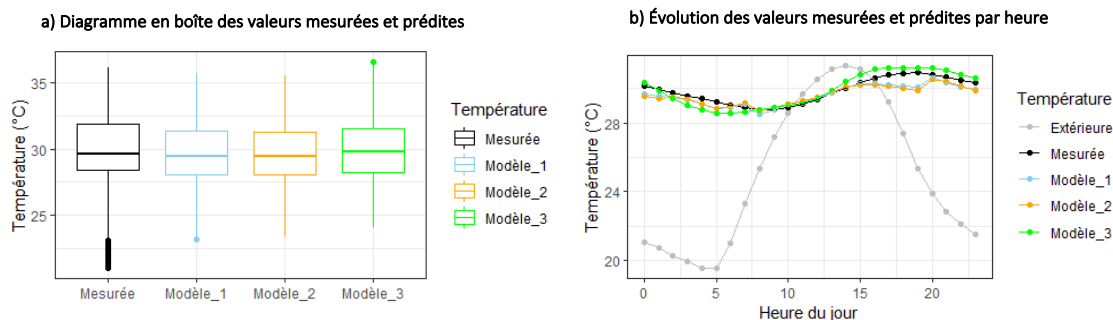 a) Diagramme en boîte des valeurs mesurées et prédites
Température (°C)
35
30
25
Mesurée Modèle_1 Modèle_2 Modèle_3
Température
Mesurée
Modèle_1
Modèle_2
Modèle_3
b) Évolution des valeurs mesurées et prédites par heure
Température (°C)
28
24
20
0 5 10 15 20
Heure du jour
Température
Extérieure
Mesurée
Modèle_1
Modèle_2
Modèle_3